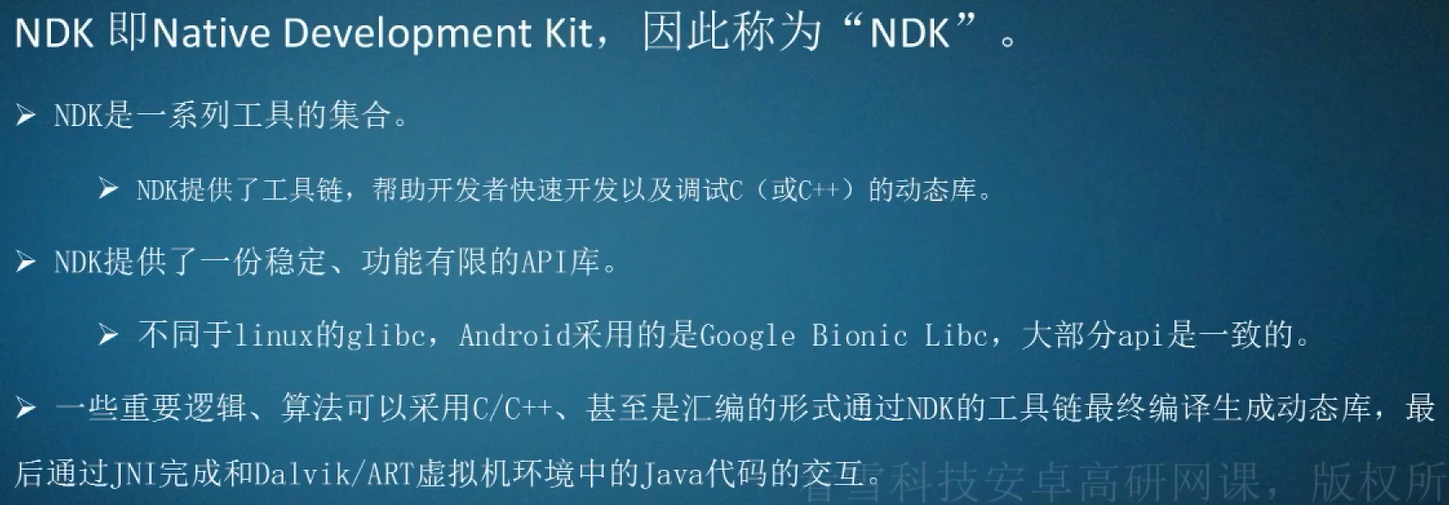 NDK 即Native Development Kit，因此称为“NDK”。
➢ NDK是一系列工具的集合。
➢ NDK提供了工具链，帮助开发者快速开发以及调试C（或C++）的动态库。
➢ NDK提供了一份稳定、功能有限的API库。
➢ 不同于linux的glibc，Android采用的是Google Bionic Libc，大部分api是一致的。
➢ 一些重要逻辑、算法可以采用C/C++、甚至是汇编的形式通过NDK的工具链最终编译生成动态库，最
后通过JNI完成和Dalvik/ART虚拟机环境中的Java代码的交互。
雪科技安卓高研网课，版权所